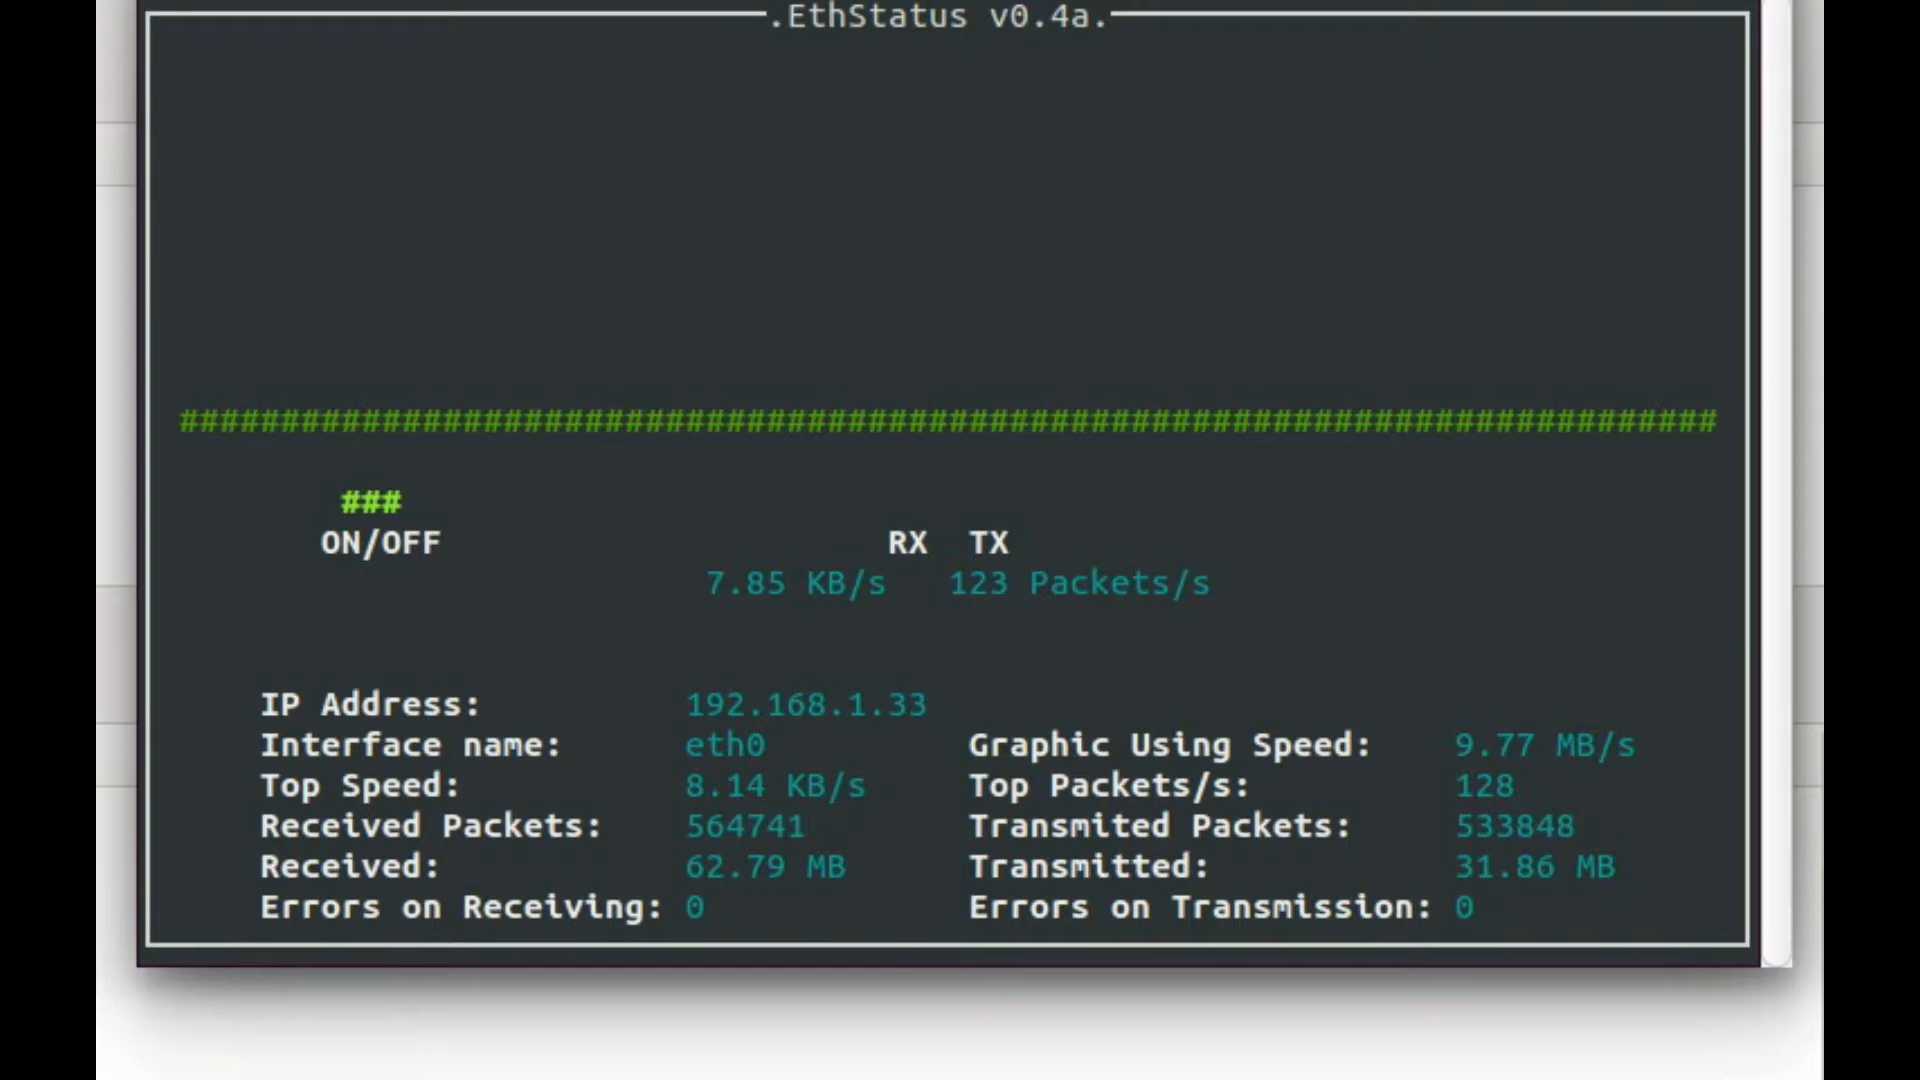 .EthStatus v0.4a.
############################################################################
###
ON/OFF RX TX
7.85 KB/s 123 Packets/s
IP Address: 192.168.1.33
Interface name: eth0 Graphic Using Speed: 9.77 MB/s
Top Speed: 8.14 KB/s Top Packets/s: 128
Received Packets: 564741 Transmited Packets: 533848
Received: 62.79 MB Transmitted: 31.86 MB
Errors on Receiving: 0 Errors on Transmission: 0